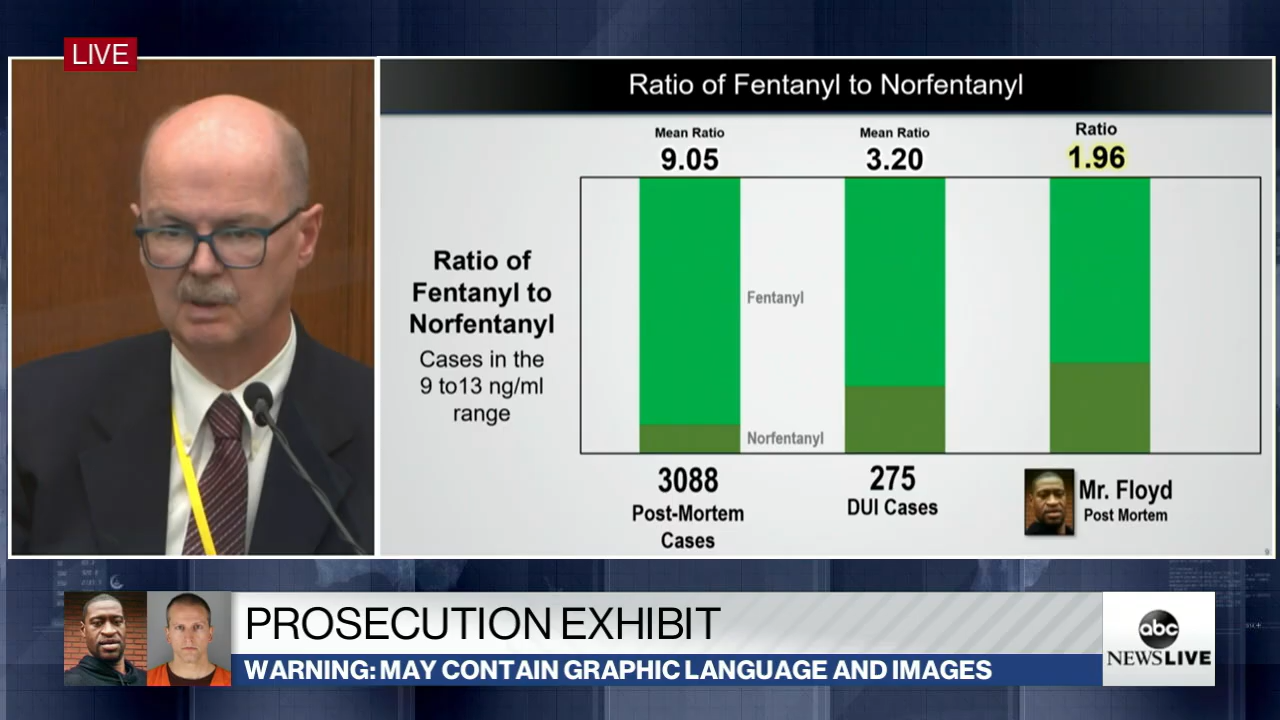 LIVE
Ratio of Fentanyl to Norfentanyl
Mean Ratio
9.05
Mean Ratio
3.20
Ratio
1.96
Ratio of
Fentanyl to
Norfentanyl
Cases in the
9 to13 ng/ml
range
Fentanyl
Norfentanyl
3088
Post-Mortem
Cases
275
DUI Cases
Mr. Floyd
Post Mortem
PROSECUTION EXHIBIT
WARNING: MAY CONTAIN GRAPHIC LANGUAGE AND IMAGES
abc
NEWSLIVE